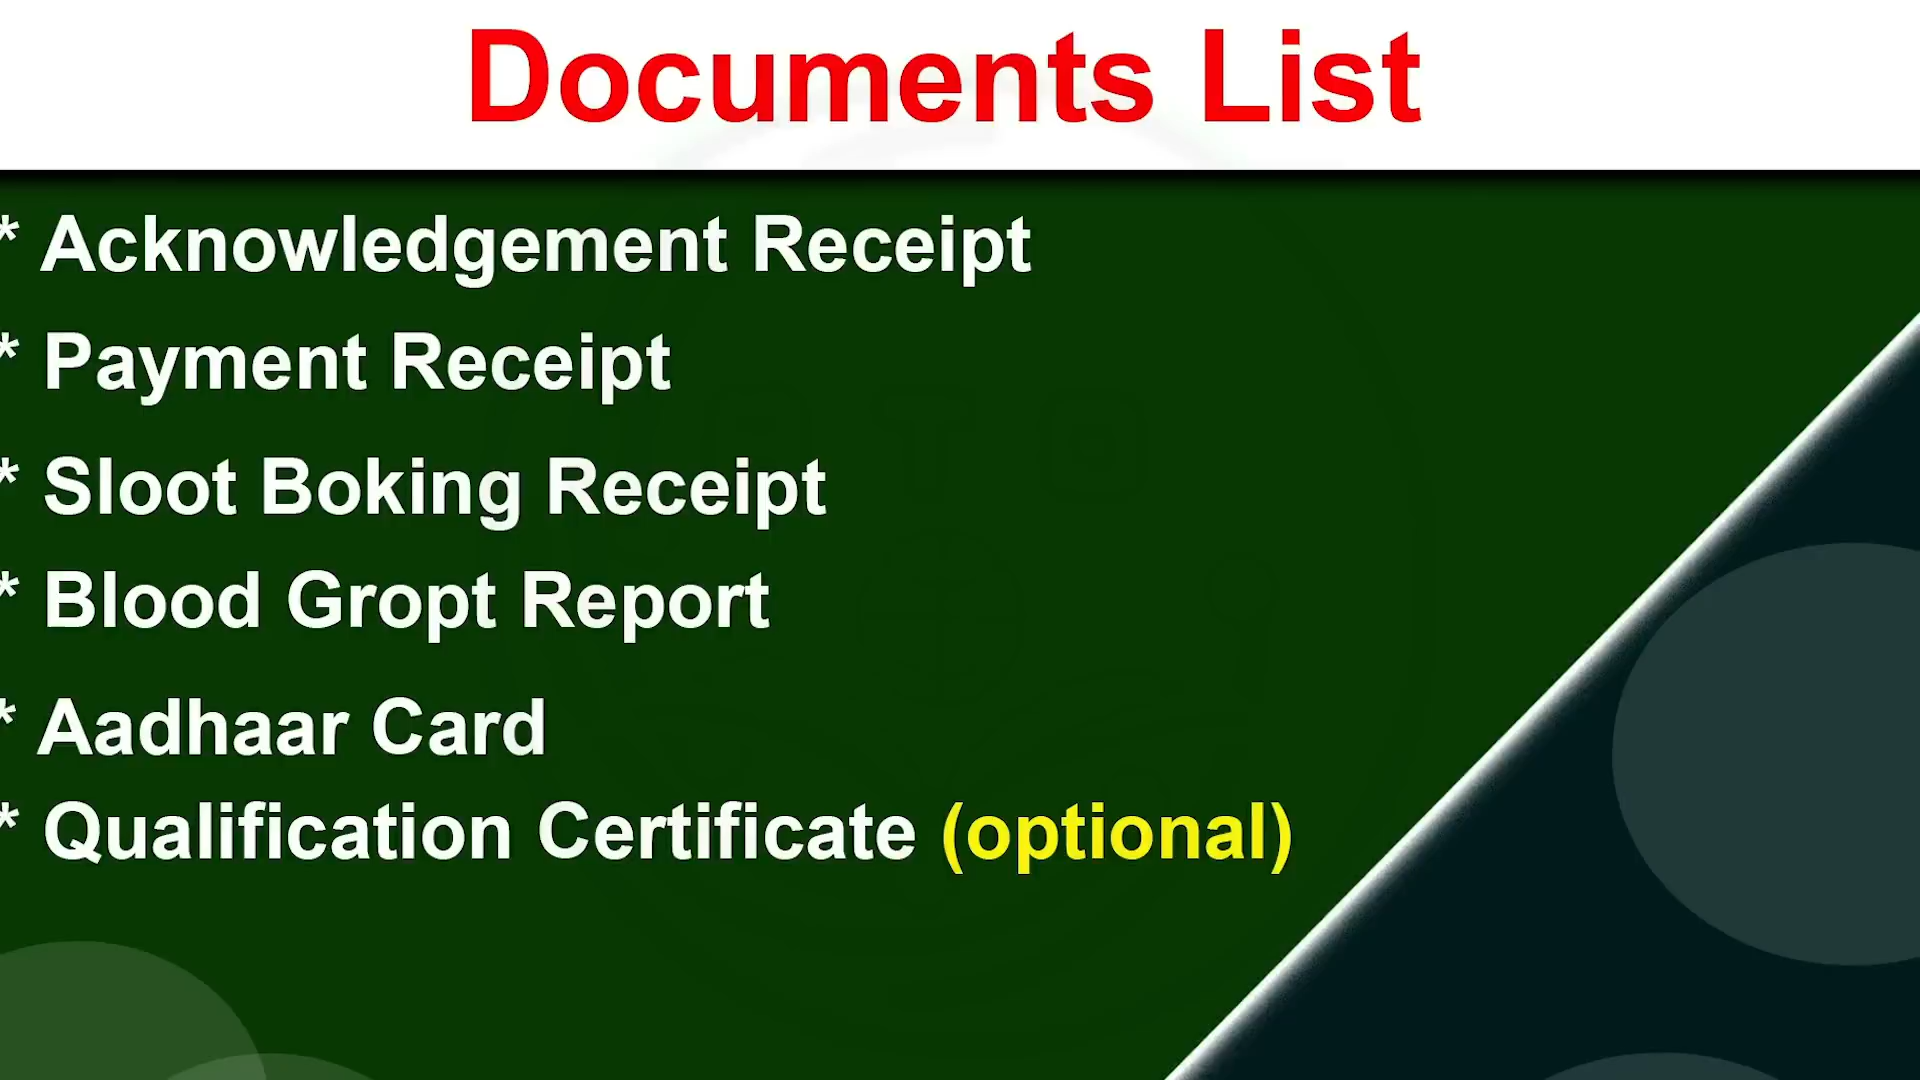 Documents List
* Acknowledgement Receipt
* Payment Receipt
* Sloot Boking Receipt
* Blood Gropt Report
* Aadhaar Card
* Qualification Certificate (optional)